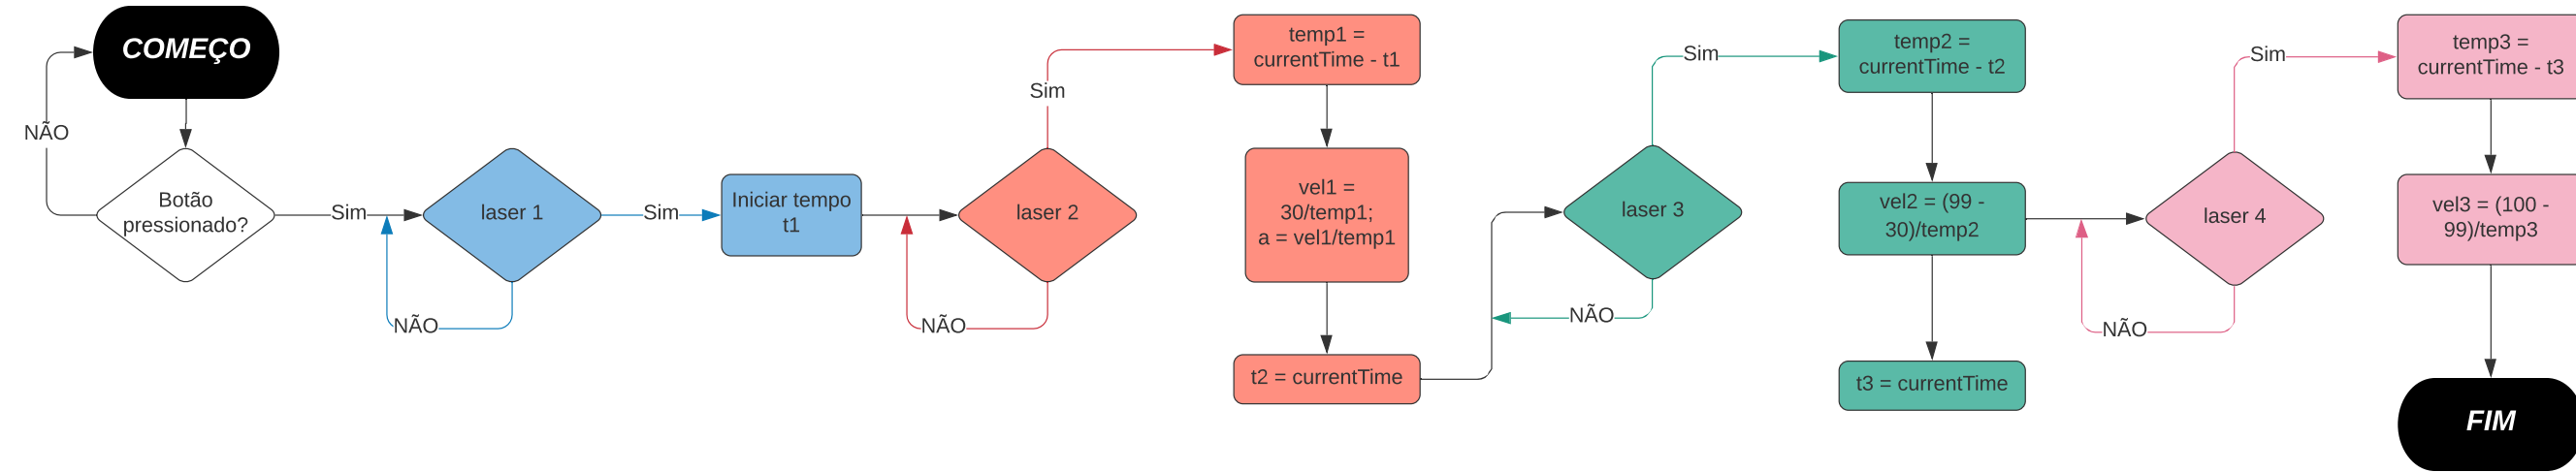 COMEÇO
NÃO
Botão
pressionado?
Sim
laser 1
NÃO
Sim
Iniciar tempo
t1
laser 2
NÃO
Sim
temp1 =
currentTime - t1
vel1 =
30/temp1;
a = vel1/temp1
t2 = currentTime
laser 3
NÃO
Sim
temp2 =
currentTime - t2
vel2 = (99 -
30)/temp2
t3 = currentTime
laser 4
NÃO
Sim
temp3 =
currentTime - t3
vel3 = (100 -
99)/temp3
FIM